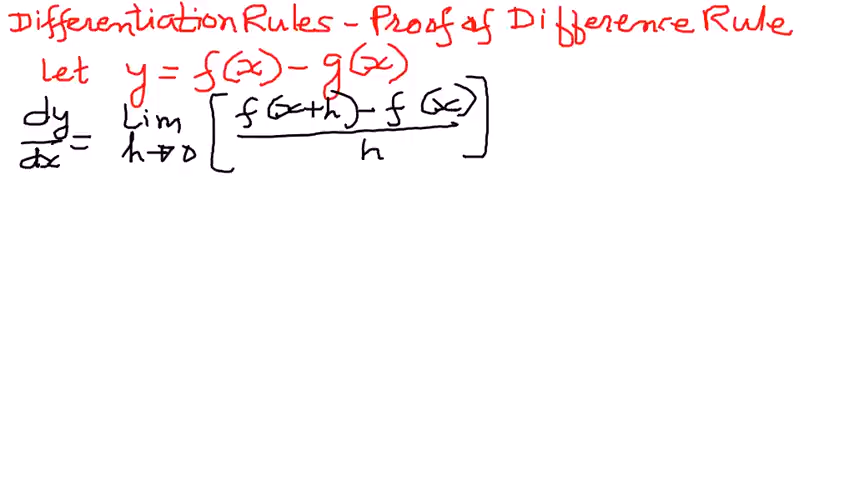 Differentiation Rules - Proof of Difference Rule
Let y = f(x) - g(x)
dy/dx = Lim h→0 [ f(x+h) - f(x) / h ]